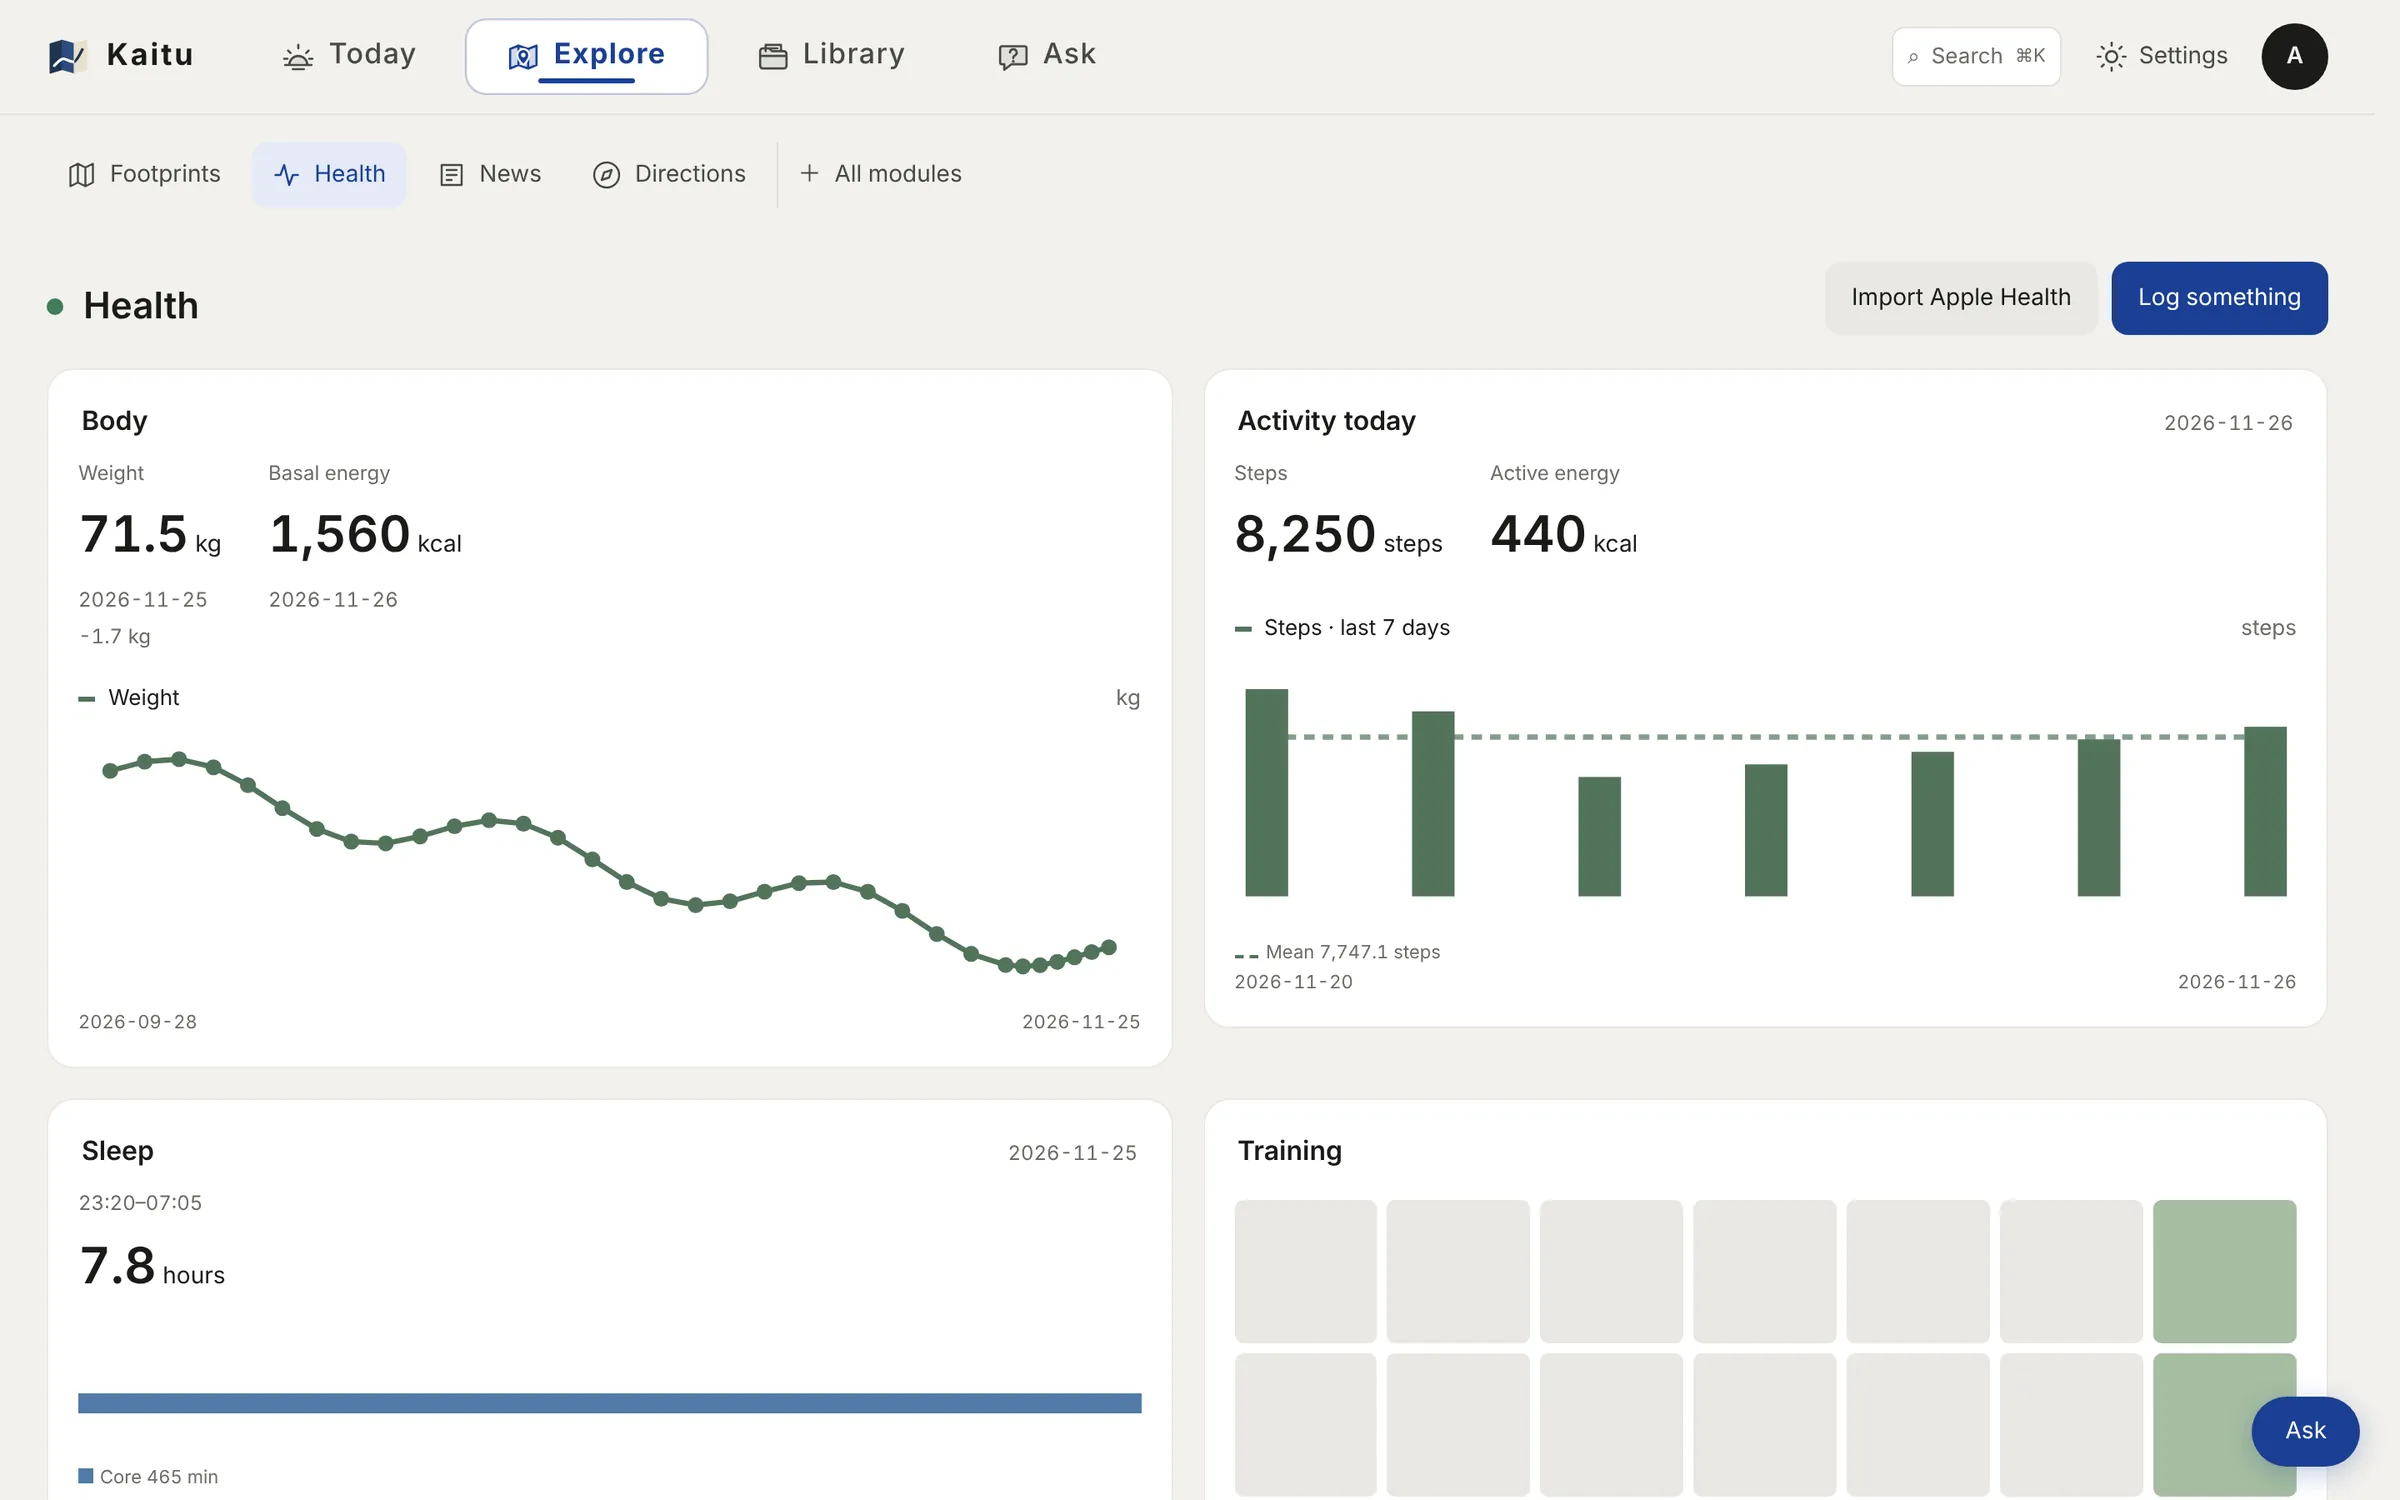 Kaitu
Today
Explore
Library
Ask
Search ⌘K
Settings
A
Footprints
Health
News
Directions
+ All modules
Health
Import Apple Health
Log something
Body
Weight
71.5 kg
2026-11-25
-1.7 kg
Basal energy
1,560 kcal
2026-11-26
Weight
kg
2026-09-28
2026-11-25
Activity today
2026-11-26
Steps
8,250 steps
Active energy
440 kcal
Steps · last 7 days
steps
Mean 7,747.1 steps
2026-11-20
2026-11-26
Sleep
2026-11-25
23:20–07:05
7.8 hours
Core 465 min
Training
Ask